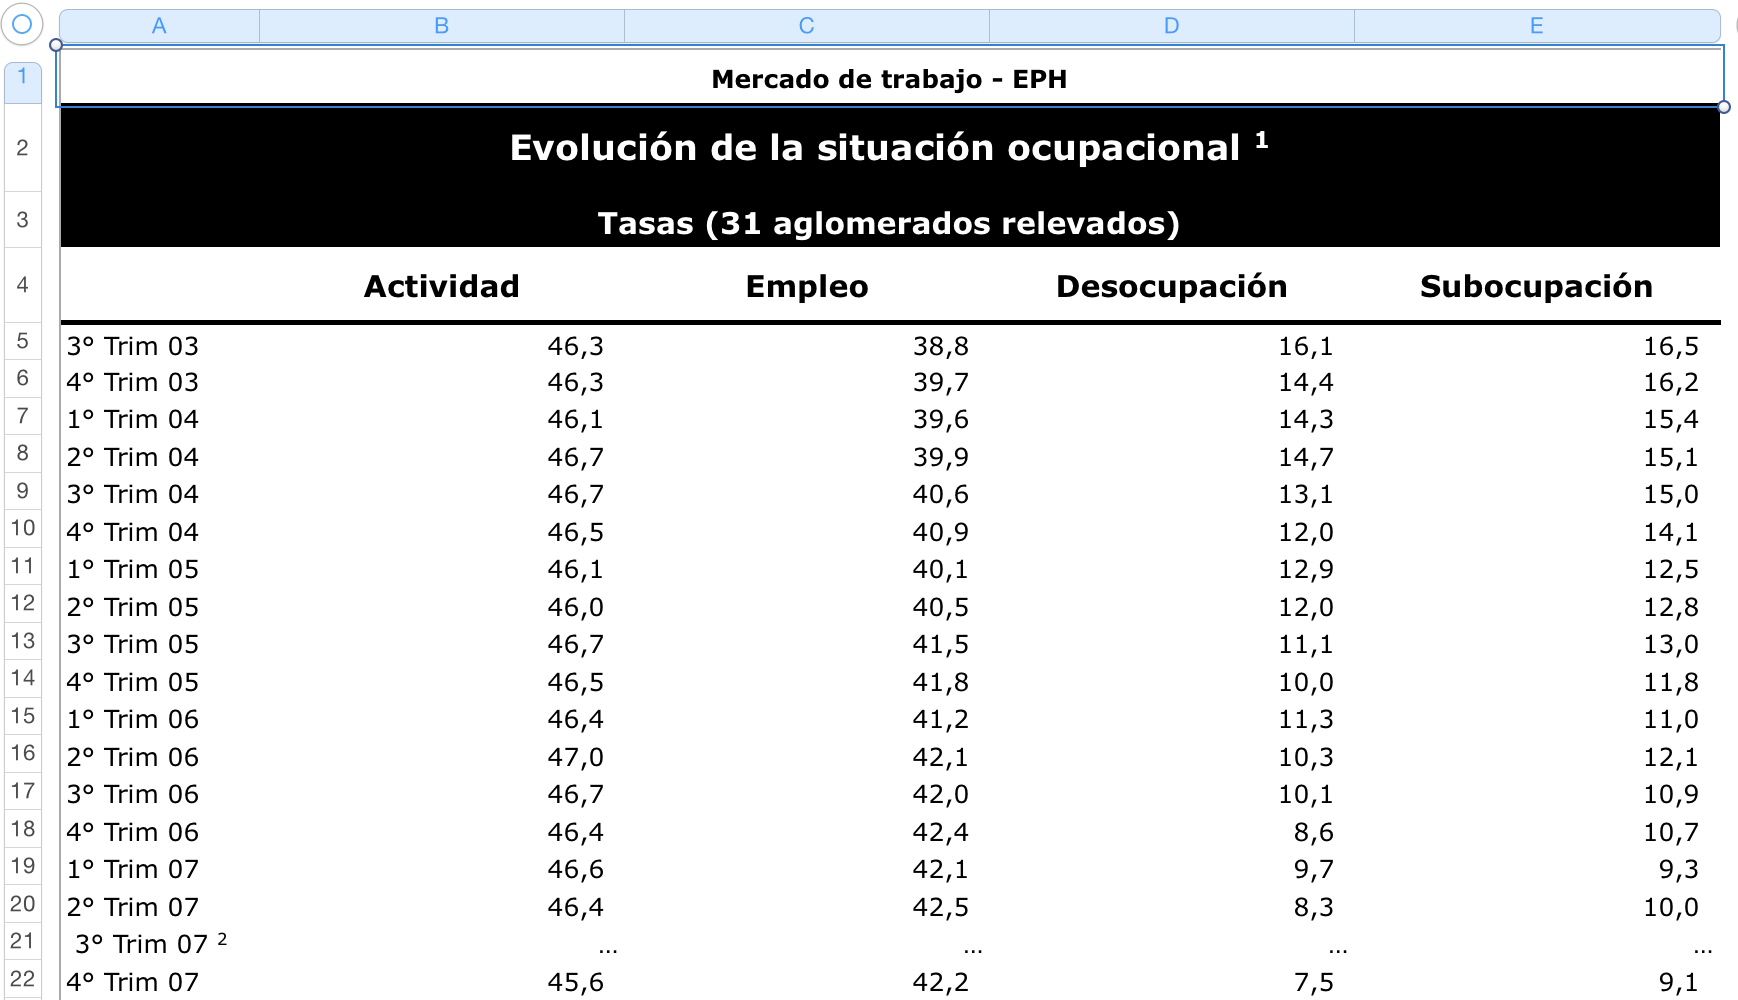 A B C D E
1 Mercado de trabajo - EPH
2 Evolución de la situación ocupacional ¹
3 Tasas (31 aglomerados relevados)
4 Actividad Empleo Desocupación Subocupación
5 3° Trim 03 46,3 38,8 16,1 16,5
6 4° Trim 03 46,3 39,7 14,4 16,2
7 1° Trim 04 46,1 39,6 14,3 15,4
8 2° Trim 04 46,7 39,9 14,7 15,1
9 3° Trim 04 46,7 40,6 13,1 15,0
10 4° Trim 04 46,5 40,9 12,0 14,1
11 1° Trim 05 46,1 40,1 12,9 12,5
12 2° Trim 05 46,0 40,5 12,0 12,8
13 3° Trim 05 46,7 41,5 11,1 13,0
14 4° Trim 05 46,5 41,8 10,0 11,8
15 1° Trim 06 46,4 41,2 11,3 11,0
16 2° Trim 06 47,0 42,1 10,3 12,1
17 3° Trim 06 46,7 42,0 10,1 10,9
18 4° Trim 06 46,4 42,4 8,6 10,7
19 1° Trim 07 46,6 42,1 9,7 9,3
20 2° Trim 07 46,4 42,5 8,3 10,0
21 3° Trim 07 ² ... ... ... ...
22 4° Trim 07 45,6 42,2 7,5 9,1